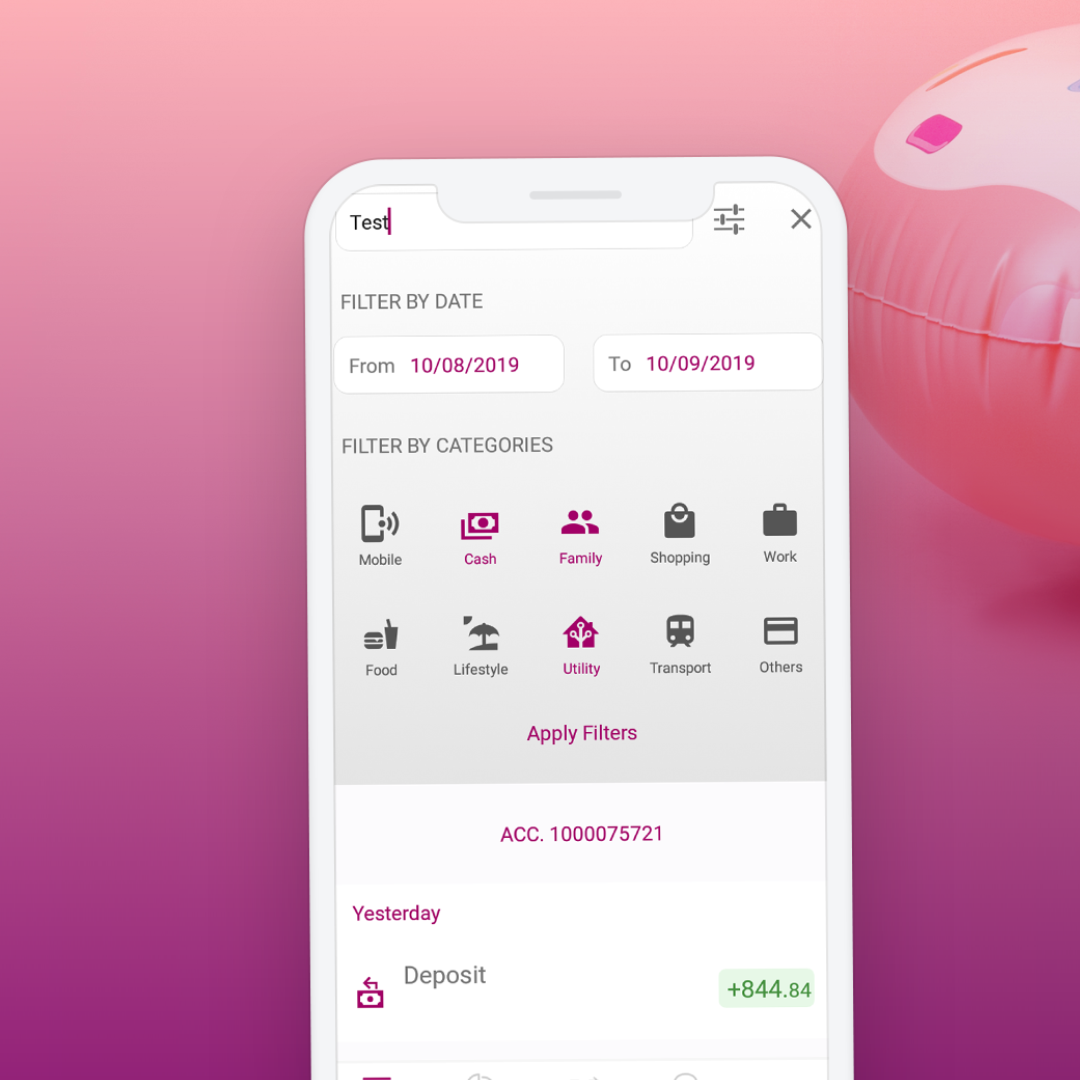 Test
FILTER BY DATE
From 10/08/2019 To 10/09/2019
FILTER BY CATEGORIES
Mobile Cash Family Shopping Work
Food Lifestyle Utility Transport Others
Apply Filters
ACC. 1000075721
Yesterday
Deposit
+844.84